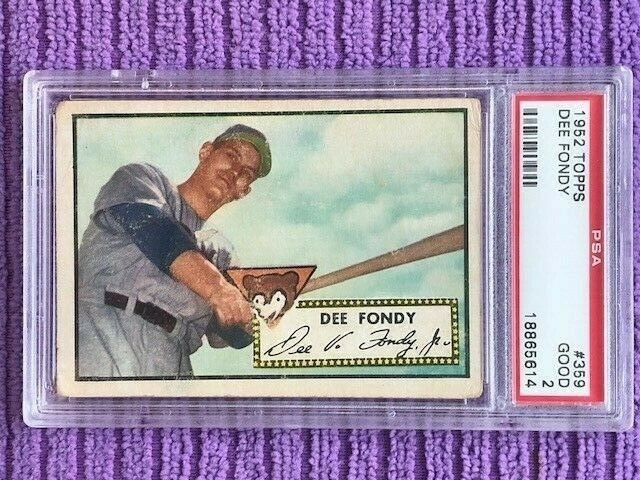 DEE FONDY
Dee V. Fondy, Jr.
1952 TOPPS
DEE FONDY
PSA
#359
GOOD 2
18865614